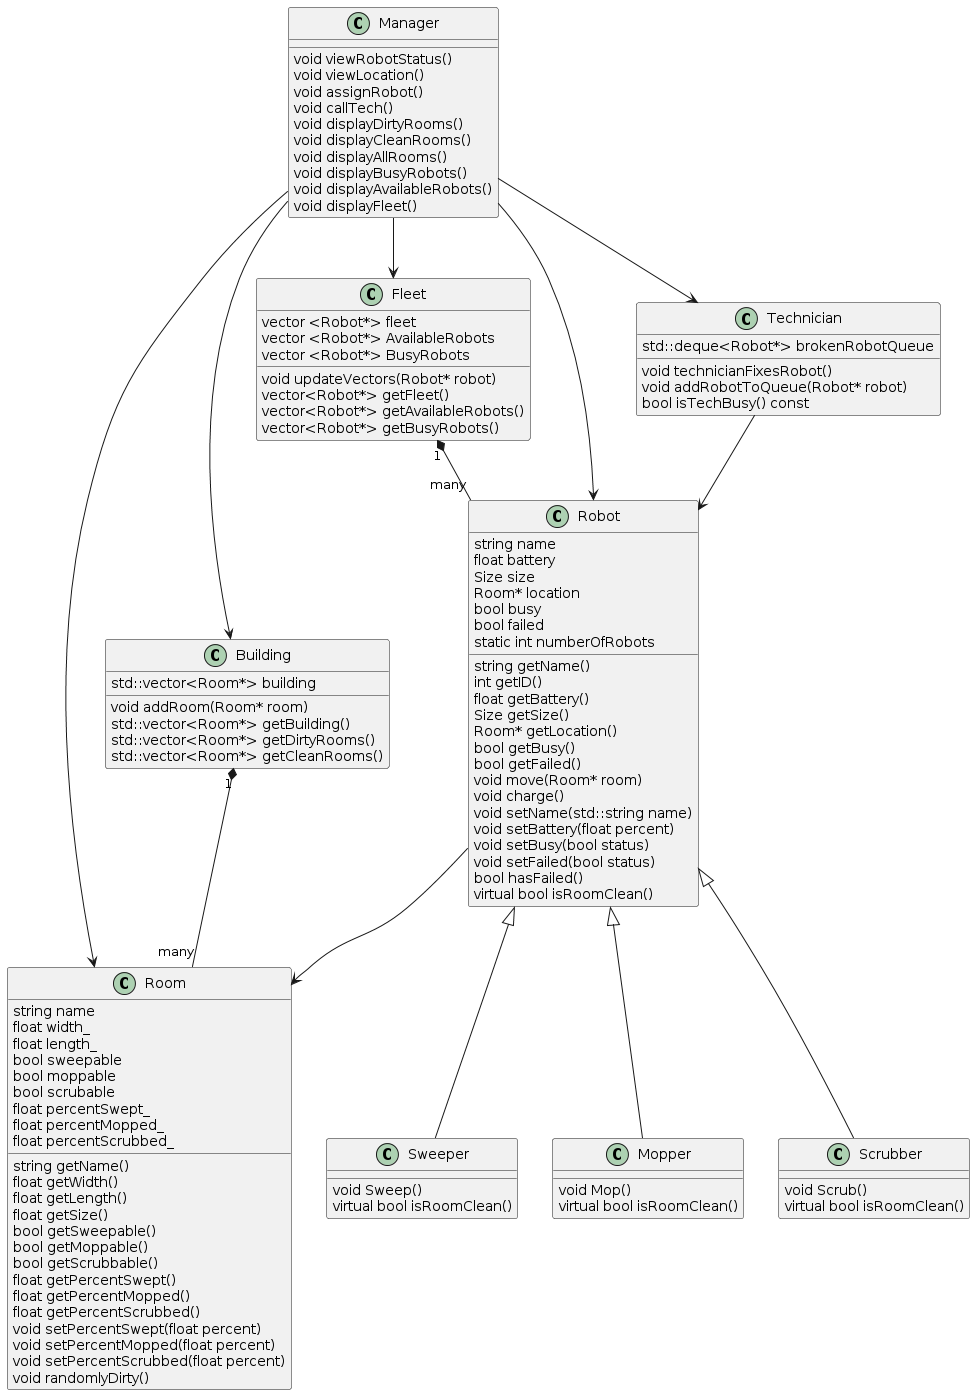 C Manager
void viewRobotStatus()
void viewLocation()
void assignRobot()
void callTech()
void displayDirtyRooms()
void displayCleanRooms()
void displayAllRooms()
void displayBusyRobots()
void displayAvailableRobots()
void displayFleet()
C Fleet
vector <Robot*> fleet
vector <Robot*> AvailableRobots
vector <Robot*> BusyRobots
void updateVectors(Robot* robot)
vector<Robot*> getFleet()
vector<Robot*> getAvailableRobots()
vector<Robot*> getBusyRobots()
C Technician
std::deque<Robot*> brokenRobotQueue
void technicianFixesRobot()
void addRobotToQueue(Robot* robot)
bool isTechBusy() const
1
many
C Robot
string name
float battery
Size size
Room* location
bool busy
bool failed
static int numberOfRobots
string getName()
int getID()
float getBattery()
Size getSize()
Room* getLocation()
bool getBusy()
bool getFailed()
void move(Room* room)
void charge()
void setName(std::string name)
void setBattery(float percent)
void setBusy(bool status)
void setFailed(bool status)
bool hasFailed()
virtual bool isRoomClean()
C Building
std::vector<Room*> building
void addRoom(Room* room)
std::vector<Room*> getBuilding()
std::vector<Room*> getDirtyRooms()
std::vector<Room*> getCleanRooms()
1
many
C Room
string name
float width_
float length_
bool sweepable
bool moppable
bool scrubable
float percentSwept_
float percentMopped_
float percentScrubbed_
string getName()
float getWidth()
float getLength()
float getSize()
bool getSweepable()
bool getMoppable()
bool getScrubbable()
float getPercentSwept()
float getPercentMopped()
float getPercentScrubbed()
void setPercentSwept(float percent)
void setPercentMopped(float percent)
void setPercentScrubbed(float percent)
void randomlyDirty()
C Sweeper
void Sweep()
virtual bool isRoomClean()
C Mopper
void Mop()
virtual bool isRoomClean()
C Scrubber
void Scrub()
virtual bool isRoomClean()